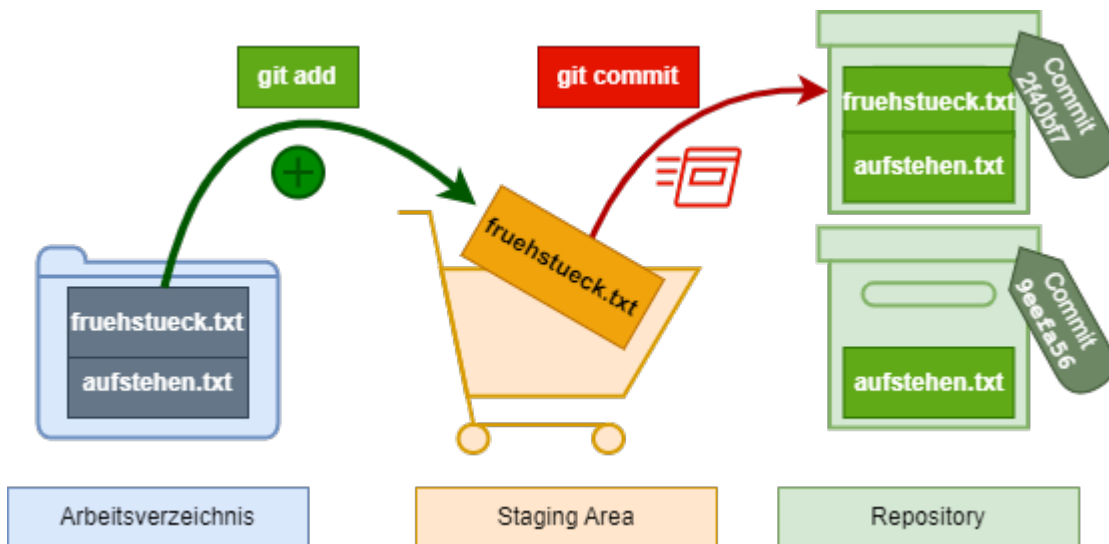 git add
git commit
fruehstueck.txt
aufstehen.txt
fruehstueck.txt
fruehstueck.txt
aufstehen.txt
Commit
2f40bf7
aufstehen.txt
Commit
9eefa56
Arbeitsverzeichnis
Staging Area
Repository